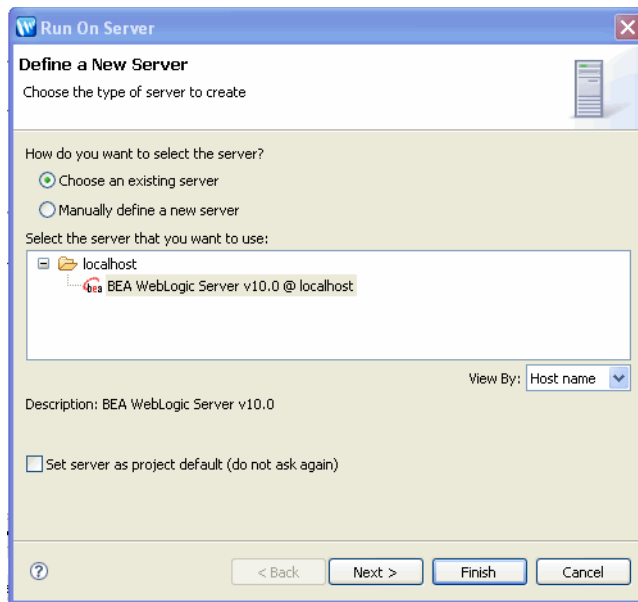 Run On Server
Define a New Server
Choose the type of server to create
How do you want to select the server?
Choose an existing server
Manually define a new server
Select the server that you want to use:
localhost
bea BEA WebLogic Server v10.0 @ localhost
View By: Host name
Description: BEA WebLogic Server v10.0
Set server as project default (do not ask again)
? < Back Next > Finish Cancel